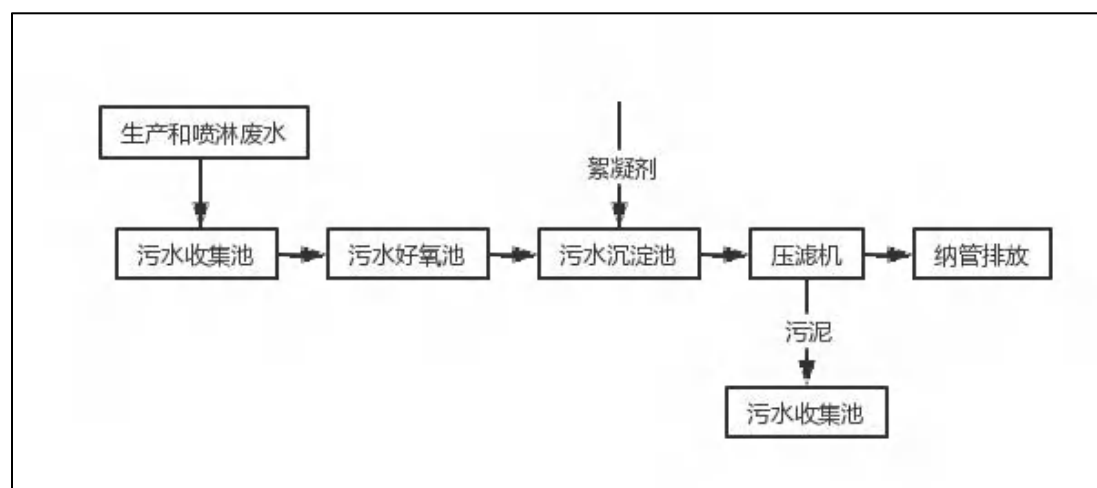 生产和喷淋废水
絮凝剂
污水收集池
污水好氧池
污水沉淀池
压滤机
纳管排放
污泥
污水收集池